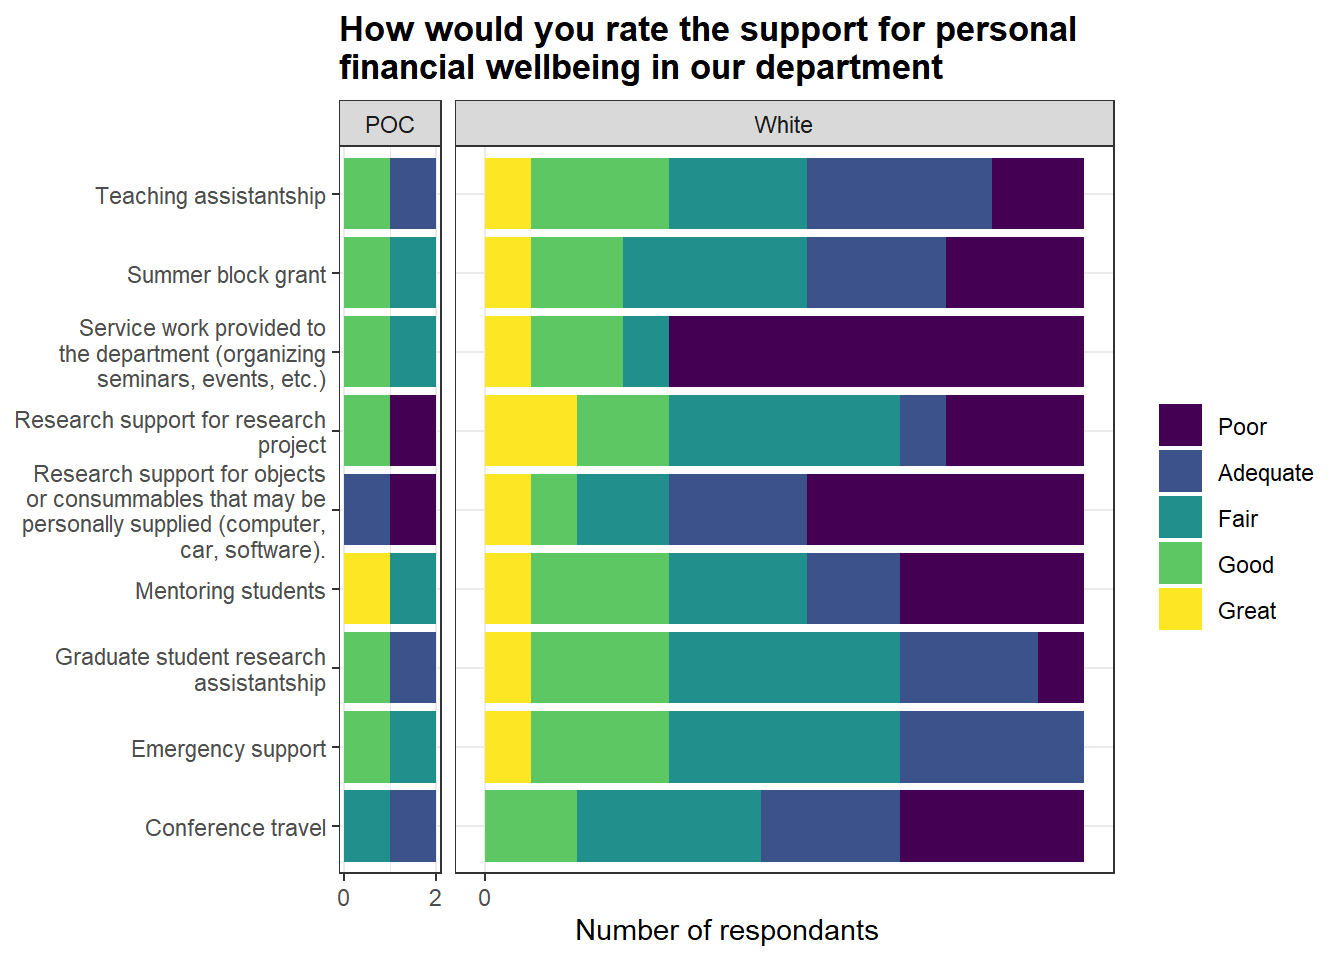 How would you rate the support for personal
financial wellbeing in our department
POC
White
Teaching assistantship
Summer block grant
Service work provided to
the department (organizing
seminars, events, etc.)
Research support for research
project
Research support for objects
or consummables that may be
personally supplied (computer,
car, software).
Mentoring students
Graduate student research
assistantship
Emergency support
Conference travel
0
2
0
Number of respondants
Poor
Adequate
Fair
Good
Great